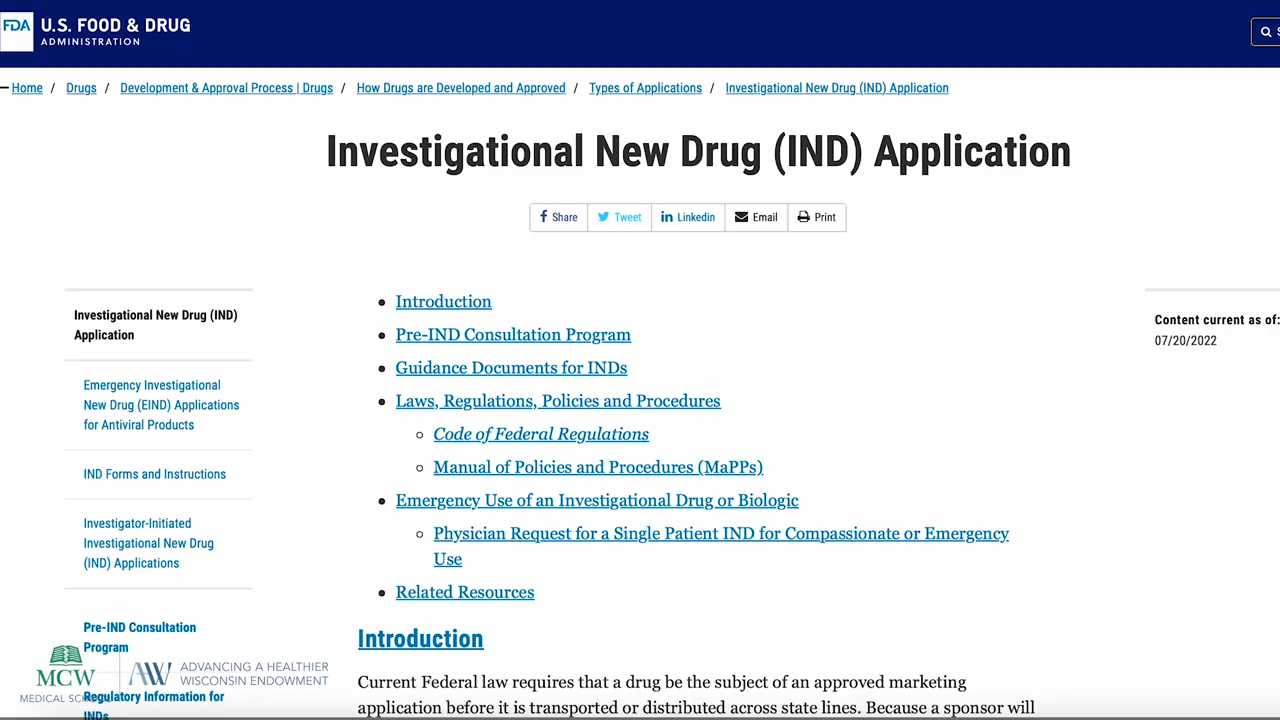 FDA U.S. FOOD & DRUG
ADMINISTRATION
Home / Drugs / Development & Approval Process | Drugs / How Drugs are Developed and Approved / Types of Applications / Investigational New Drug (IND) Application
Investigational New Drug (IND) Application
Share Tweet Linkedin Email Print
Investigational New Drug (IND)
Application
Emergency Investigational
New Drug (EIND) Applications
for Antiviral Products
IND Forms and Instructions
Investigator-Initiated
Investigational New Drug
(IND) Applications
Pre-IND Consultation
Program
Regulatory Information for
INDs
Introduction
Pre-IND Consultation Program
Guidance Documents for INDs
Laws, Regulations, Policies and Procedures
Code of Federal Regulations
Manual of Policies and Procedures (MaPPs)
Emergency Use of an Investigational Drug or Biologic
Physician Request for a Single Patient IND for Compassionate or Emergency
Use
Related Resources
Introduction
Current Federal law requires that a drug be the subject of an approved marketing
application before it is transported or distributed across state lines. Because a sponsor will
Content current as of:
07/20/2022
MCW
MEDICAL
AW ADVANCING A HEALTHIER
WISCONSIN ENDOWMENT